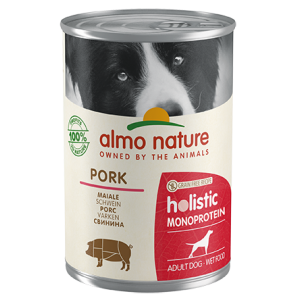 100%
almo nature
OWNED BY THE ANIMALS
PORK
MAIALE
SCHWEIN
PORC
VARKEN
СВИНИНА
GRAIN FREE RECIPE
holistic
MONOPROTEIN
ADULT DOG - WET FOOD